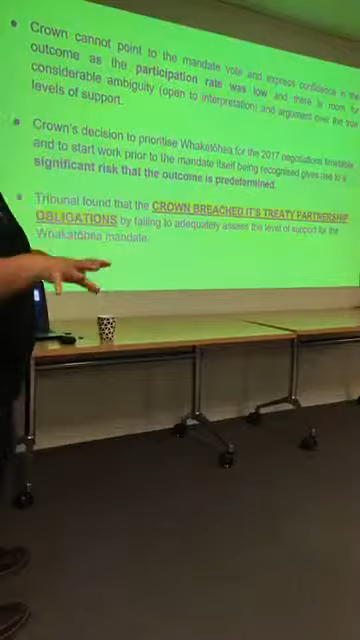 Crown cannot point to the mandate vote and express confidence in the
outcome as the participation rate was low and there is room for
considerable ambiguity (open to interpretation) and argument over the true
levels of support.
Crown's decision to prioritise Whakatōhea for the 2017 negotiations timetable
and to start work prior to the mandate itself being recognised gives rise to a
significant risk that the outcome is predetermined.
Tribunal found that the CROWN BREACHED IT'S TREATY PARTNERSHIP
OBLIGATIONS by failing to adequately assess the level of support for the
Whakatōhea mandate.